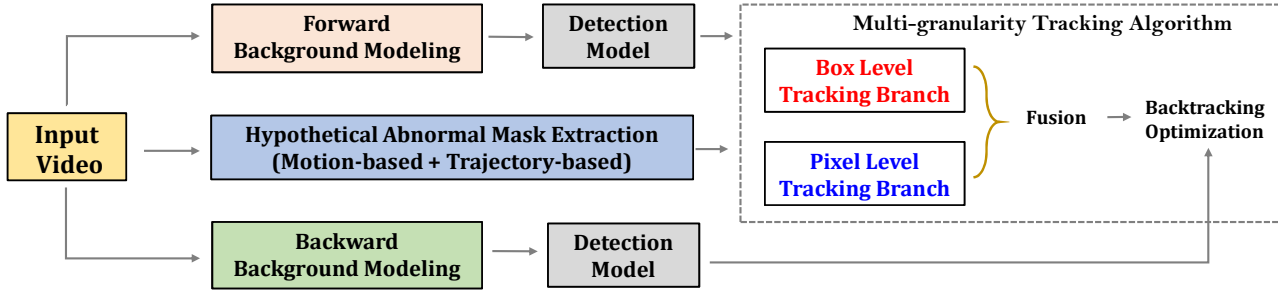 Input
Video
Forward
Background Modeling
Detection
Model
Hypothetical Abnormal Mask Extraction
(Motion-based + Trajectory-based)
Backward
Background Modeling
Detection
Model
Multi-granularity Tracking Algorithm
Box Level
Tracking Branch
Pixel Level
Tracking Branch
Fusion
Backtracking
Optimization